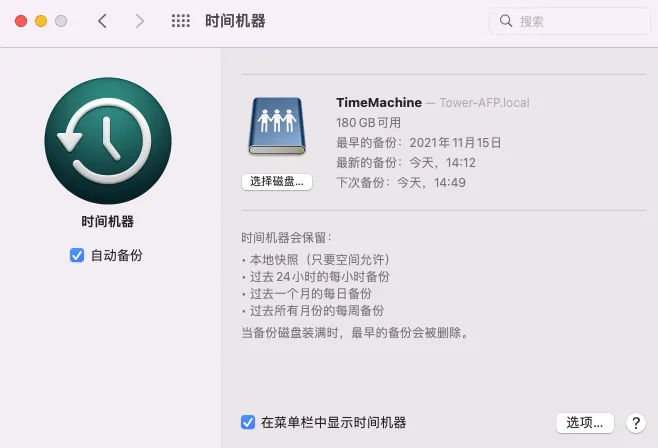 时间机器
搜索
TimeMachine — Tower-AFP.local
180 GB 可用
最早的备份：2021年11月15日
最新的备份：今天，14:12
下次备份：今天，14:49
选择磁盘...
时间机器
自动备份
时间机器会保留：
• 本地快照（只要空间允许）
• 过去24小时的每小时备份
• 过去一个月的每日备份
• 过去所有月份的每周备份
当备份磁盘装满时，最早的备份会被删除。
在菜单栏中显示时间机器
选项...
?